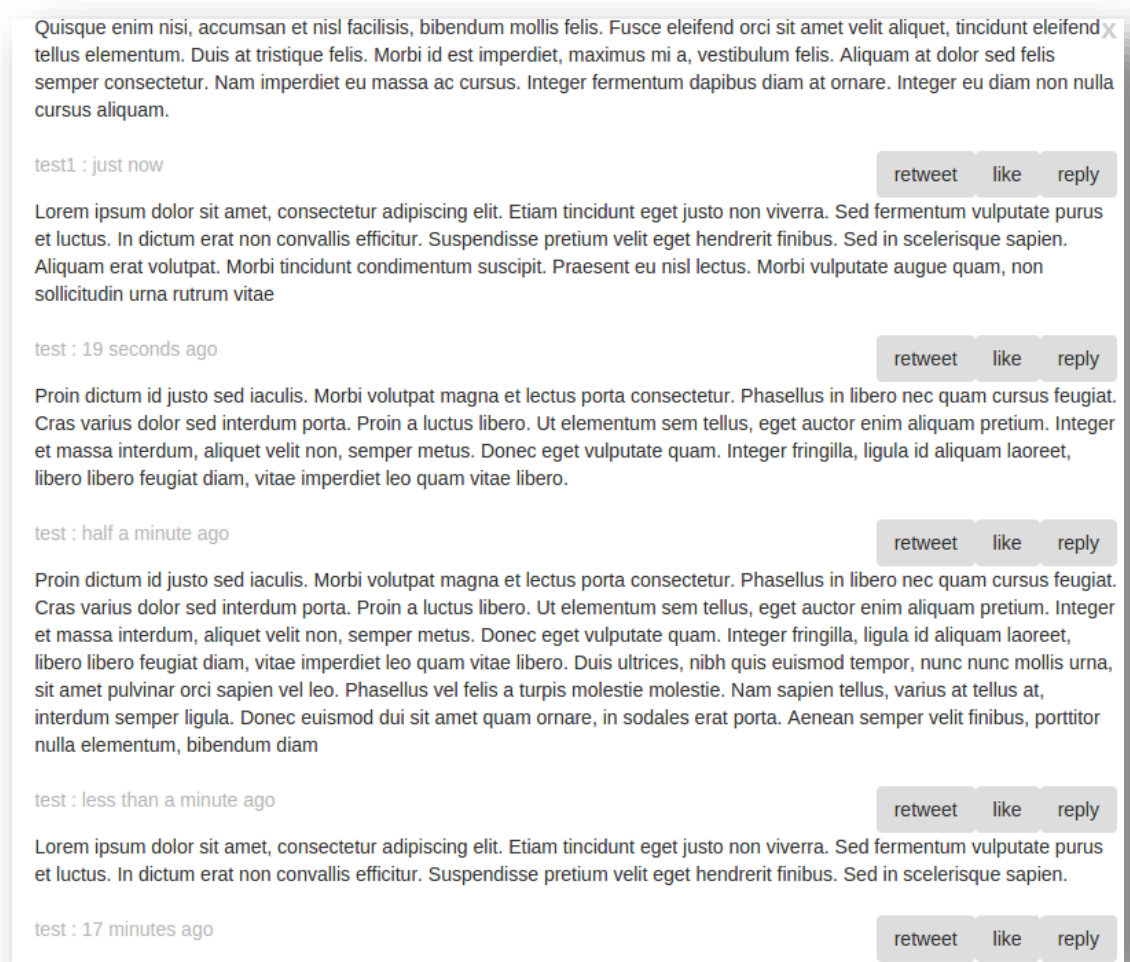 Quisque enim nisi, accumsan et nisl facilisis, bibendum mollis felis. Fusce eleifend orci sit amet velit aliquet, tincidunt eleifend x
tellus elementum. Duis at tristique felis. Morbi id est imperdiet, maximus mi a, vestibulum felis. Aliquam at dolor sed felis
semper consectetur. Nam imperdiet eu massa ac cursus. Integer fermentum dapibus diam at ornare. Integer eu diam non nulla
cursus aliquam.
test1 : just now
retweet like reply
Lorem ipsum dolor sit amet, consectetur adipiscing elit. Etiam tincidunt eget justo non viverra. Sed fermentum vulputate purus
et luctus. In dictum erat non convallis efficitur. Suspendisse pretium velit eget hendrerit finibus. Sed in scelerisque sapien.
Aliquam erat volutpat. Morbi tincidunt condimentum suscipit. Praesent eu nisl lectus. Morbi vulputate augue quam, non
sollicitudin urna rutrum vitae
test : 19 seconds ago
retweet like reply
Proin dictum id justo sed iaculis. Morbi volutpat magna et lectus porta consectetur. Phasellus in libero nec quam cursus feugiat.
Cras varius dolor sed interdum porta. Proin a luctus libero. Ut elementum sem tellus, eget auctor enim aliquam pretium. Integer
et massa interdum, aliquet velit non, semper metus. Donec eget vulputate quam. Integer fringilla, ligula id aliquam laoreet,
libero libero feugiat diam, vitae imperdiet leo quam vitae libero.
test : half a minute ago
retweet like reply
Proin dictum id justo sed iaculis. Morbi volutpat magna et lectus porta consectetur. Phasellus in libero nec quam cursus feugiat.
Cras varius dolor sed interdum porta. Proin a luctus libero. Ut elementum sem tellus, eget auctor enim aliquam pretium. Integer
et massa interdum, aliquet velit non, semper metus. Donec eget vulputate quam. Integer fringilla, ligula id aliquam laoreet,
libero libero feugiat diam, vitae imperdiet leo quam vitae libero. Duis ultrices, nibh quis euismod tempor, nunc nunc mollis urna,
sit amet pulvinar orci sapien vel leo. Phasellus vel felis a turpis molestie molestie. Nam sapien tellus, varius at tellus at,
interdum semper ligula. Donec euismod dui sit amet quam ornare, in sodales erat porta. Aenean semper velit finibus, porttitor
nulla elementum, bibendum diam
test : less than a minute ago
retweet like reply
Lorem ipsum dolor sit amet, consectetur adipiscing elit. Etiam tincidunt eget justo non viverra. Sed fermentum vulputate purus
et luctus. In dictum erat non convallis efficitur. Suspendisse pretium velit eget hendrerit finibus. Sed in scelerisque sapien.
test : 17 minutes ago
retweet like reply